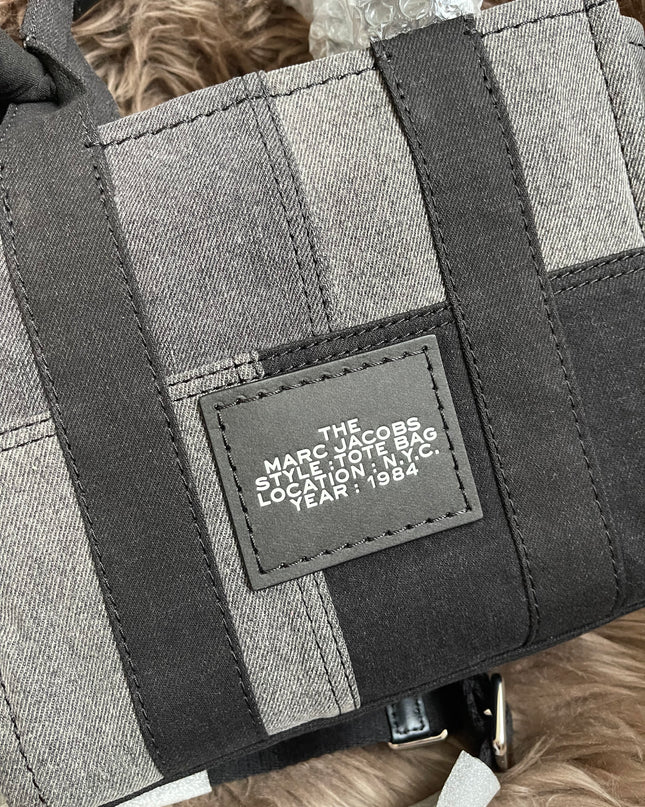 THE
MARC JACOBS
STYLE : TOTE BAG
LOCATION : N.Y.C.
YEAR : 1984